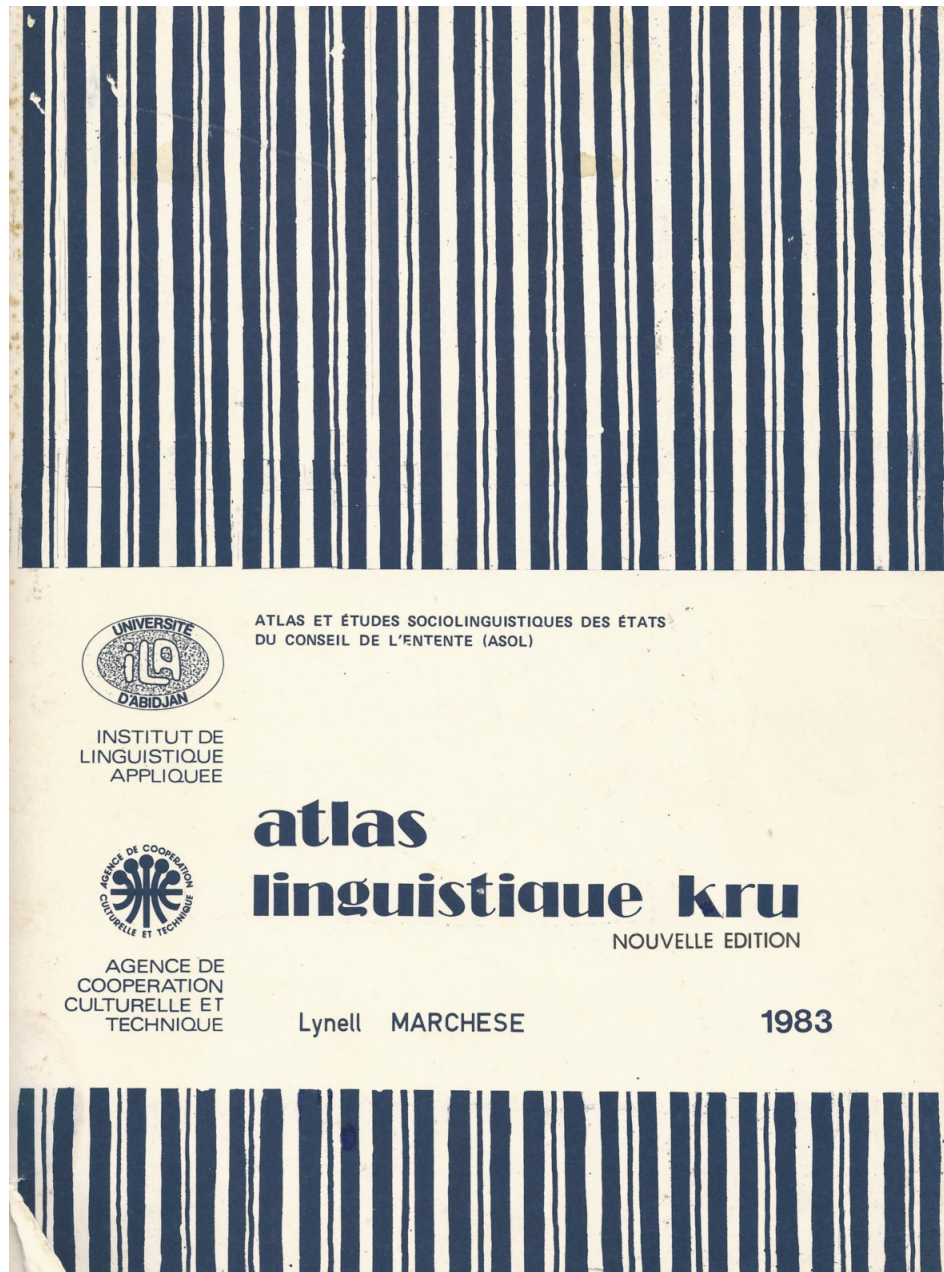 ATLAS ET ÉTUDES SOCIOLINGUISTIQUES DES ÉTATS
DU CONSEIL DE L'ENTENTE (ASOL)
UNIVERSITÉ
iLA
D'ABIDJAN
INSTITUT DE
LINGUISTIQUE
APPLIQUEE
atlas
linguistique kru
NOUVELLE EDITION
AGENCE DE COOPERATION
CULTURELLE ET TECHNIQUE
AGENCE DE
COOPERATION
CULTURELLE ET
TECHNIQUE
Lynell MARCHESE 1983